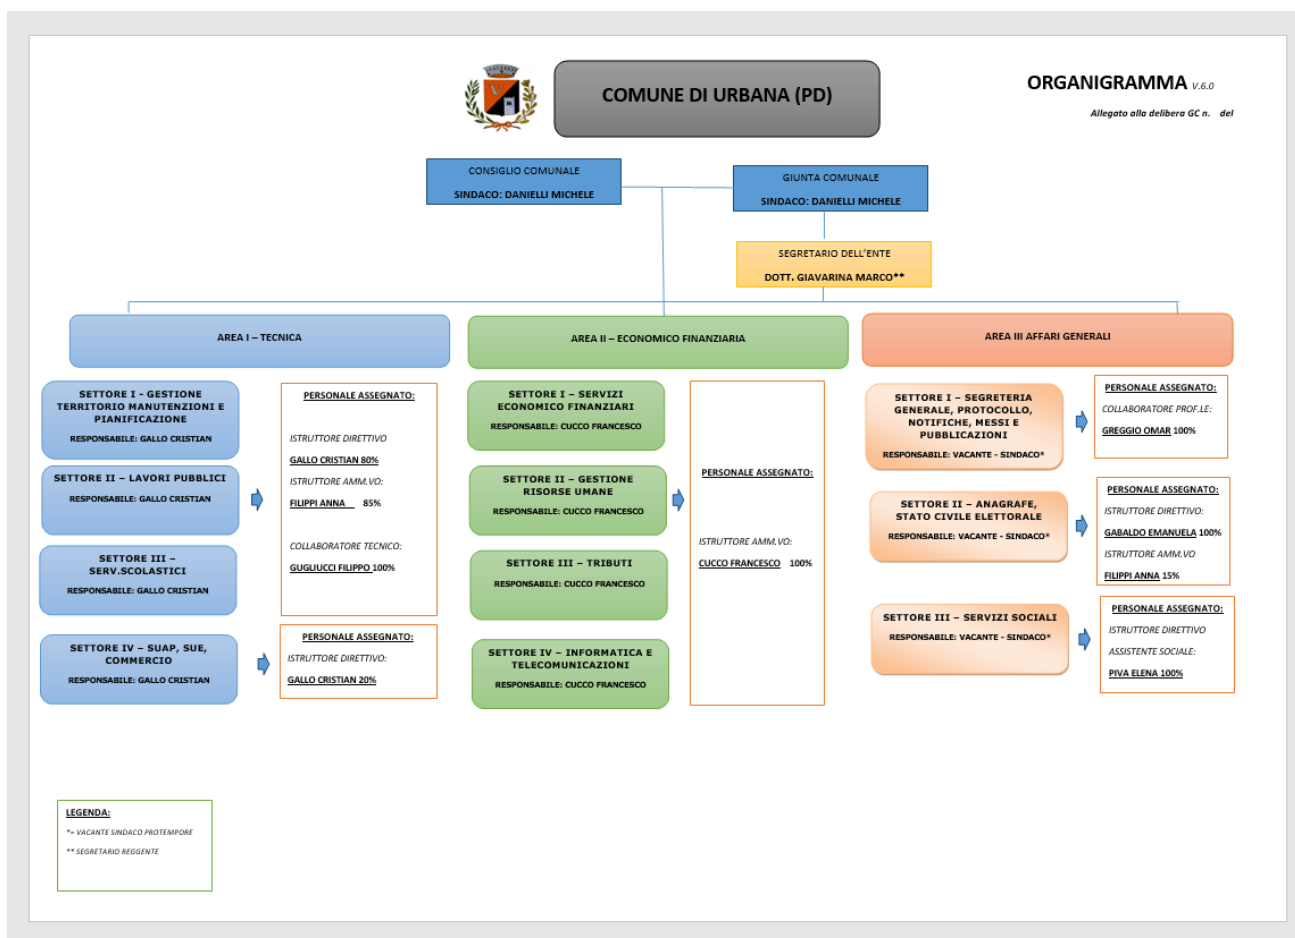 COMUNE DI URBANA (PD)
ORGANIGRAMMA V.6.0
Allegato alla delibera GC n. del
CONSIGLIO COMUNALE
SINDACO: DANIELLI MICHELE
GIUNTA COMUNALE
SINDACO: DANIELLI MICHELE
SEGRETARIO DELL'ENTE
DOTT. GIAVARINA MARCO**
AREA I – TECNICA
SETTORE I - GESTIONE
TERRITORIO MANUTENZIONI E
PIANIFICAZIONE
RESPONSABILE: GALLO CRISTIAN
SETTORE II – LAVORI PUBBLICI
RESPONSABILE: GALLO CRISTIAN
SETTORE III –
SERV.SCOLASTICI
RESPONSABILE: GALLO CRISTIAN
PERSONALE ASSEGNATO:
ISTRUTTORE DIRETTIVO
GALLO CRISTIAN 80%
ISTRUTTORE AMM.VO:
FILIPPI ANNA 85%
COLLABORATORE TECNICO:
GUGLIUCCI FILIPPO 100%
SETTORE IV – SUAP, SUE,
COMMERCIO
RESPONSABILE: GALLO CRISTIAN
PERSONALE ASSEGNATO:
ISTRUTTORE DIRETTIVO:
GALLO CRISTIAN 20%
AREA II – ECONOMICO FINANZIARIA
SETTORE I – SERVIZI
ECONOMICO FINANZIARI
RESPONSABILE: CUCCO FRANCESCO
SETTORE II – GESTIONE
RISORSE UMANE
RESPONSABILE: CUCCO FRANCESCO
SETTORE III – TRIBUTI
RESPONSABILE: CUCCO FRANCESCO
SETTORE IV – INFORMATICA E
TELECOMUNICAZIONI
RESPONSABILE: CUCCO FRANCESCO
PERSONALE ASSEGNATO:
ISTRUTTORE AMM.VO:
CUCCO FRANCESCO 100%
AREA III AFFARI GENERALI
SETTORE I – SEGRETERIA
GENERALE, PROTOCOLLO,
NOTIFICHE, MESSI E
PUBBLICAZIONI
RESPONSABILE: VACANTE - SINDACO*
PERSONALE ASSEGNATO:
COLLABORATORE PROF.LE:
GREGGIO OMAR 100%
SETTORE II – ANAGRAFE,
STATO CIVILE ELETTORALE
RESPONSABILE: VACANTE - SINDACO*
PERSONALE ASSEGNATO:
ISTRUTTORE DIRETTIVO:
GABALDO EMANUELA 100%
ISTRUTTORE AMM.VO
FILIPPI ANNA 15%
SETTORE III – SERVIZI SOCIALI
RESPONSABILE: VACANTE - SINDACO*
PERSONALE ASSEGNATO:
ISTRUTTORE DIRETTIVO
ASSISTENTE SOCIALE:
PIVA ELENA 100%
LEGENDA:
*= VACANTE SINDACO PROTEMPORE
** SEGRETARIO REGGENTE